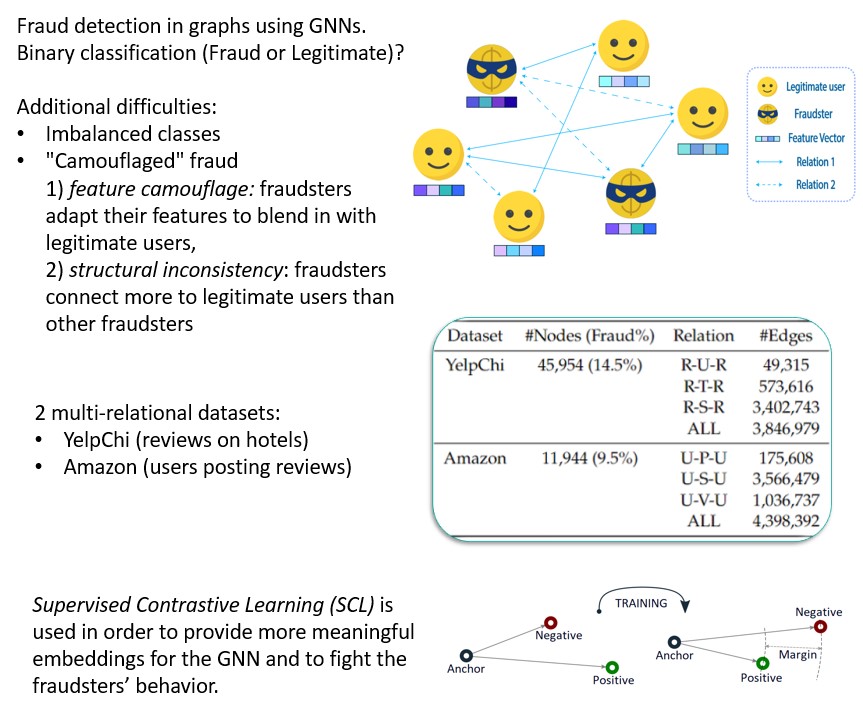 Fraud detection in graphs using GNNs.
Binary classification (Fraud or Legitimate)?
Additional difficulties:
• Imbalanced classes
• "Camouflaged" fraud
1) feature camouflage: fraudsters
adapt their features to blend in with
legitimate users,
2) structural inconsistency: fraudsters
connect more to legitimate users than
other fraudsters
Legitimate user
Fraudster
Feature Vector
Relation 1
Relation 2
2 multi-relational datasets:
• YelpChi (reviews on hotels)
• Amazon (users posting reviews)
Dataset #Nodes (Fraud%) Relation #Edges
YelpChi 45,954 (14.5%) R-U-R 49,315
R-T-R 573,616
R-S-R 3,402,743
ALL 3,846,979
Amazon 11,944 (9.5%) U-P-U 175,608
U-S-U 3,566,479
U-V-U 1,036,737
ALL 4,398,392
Supervised Contrastive Learning (SCL) is
used in order to provide more meaningful
embeddings for the GNN and to fight the
fraudsters’ behavior.
Anchor
Negative
Positive
TRAINING
Anchor
Negative
Margin
Positive